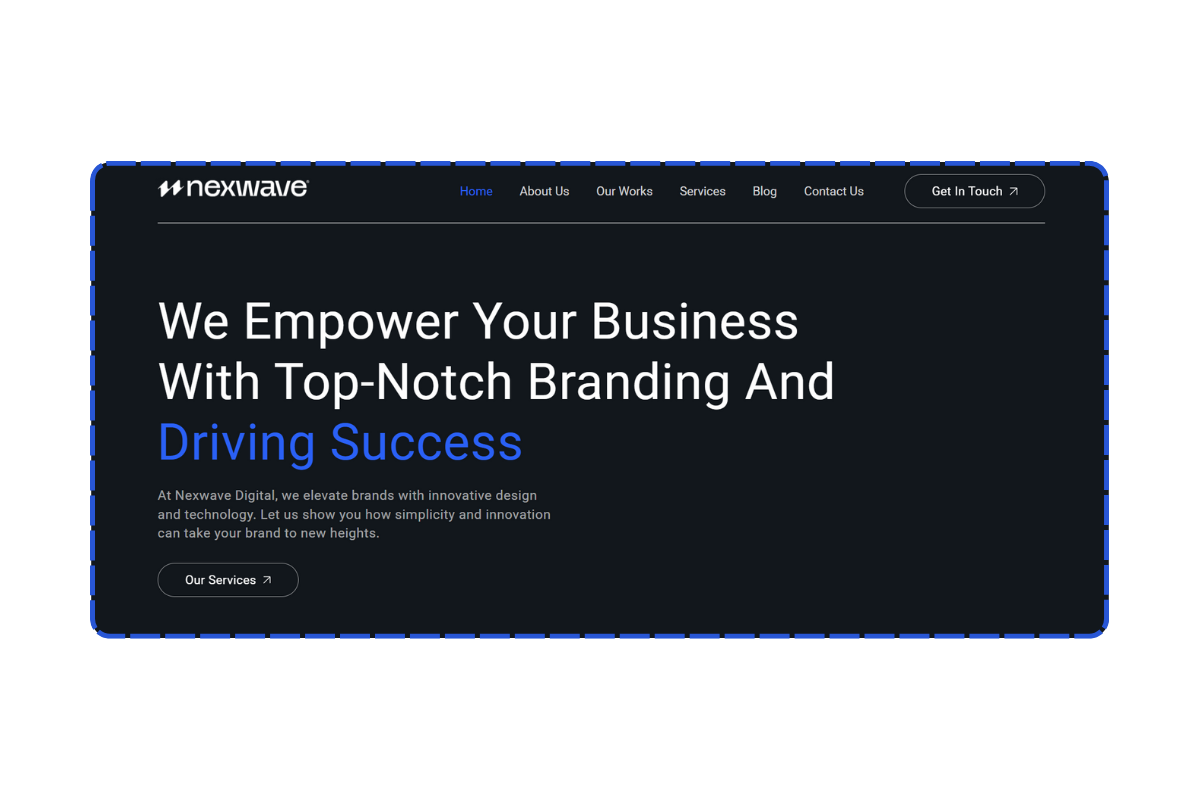 nexwave
Home About Us Our Works Services Blog Contact Us Get In Touch
We Empower Your Business
With Top-Notch Branding And
Driving Success
At Nexwave Digital, we elevate brands with innovative design
and technology. Let us show you how simplicity and innovation
can take your brand to new heights.
Our Services